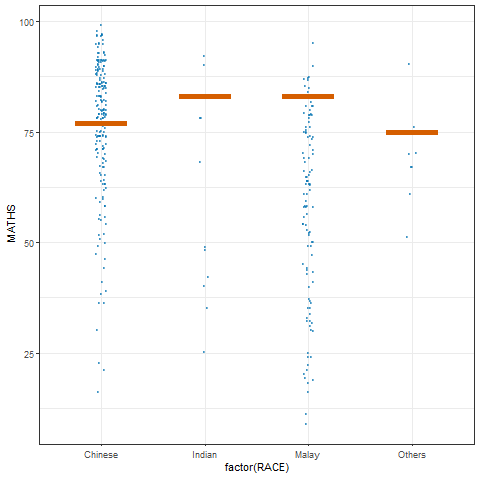 100
75
50
25
MATHS
Chinese
Indian
Malay
Others
factor(RACE)